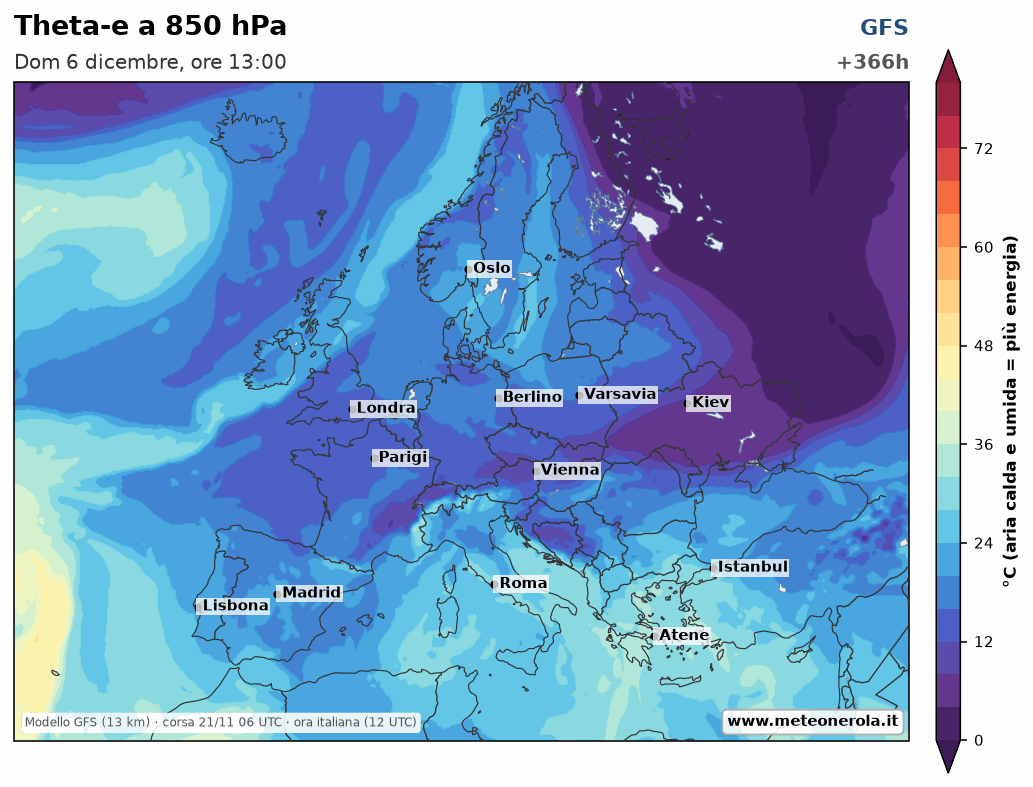 Theta-e a 850 hPa
GFS
Dom 6 dicembre, ore 13:00
+366h
72
60
48
36
24
12
0
°C (aria calda e umida = più energia)
Oslo
Berlino
Varsavia
Kiev
Londra
Parigi
Vienna
Istanbul
Roma
Madrid
Lisbona
Atene
Modello GFS (13 km) · corsa 21/11 06 UTC · ora italiana (12 UTC)
www.meteonerola.it